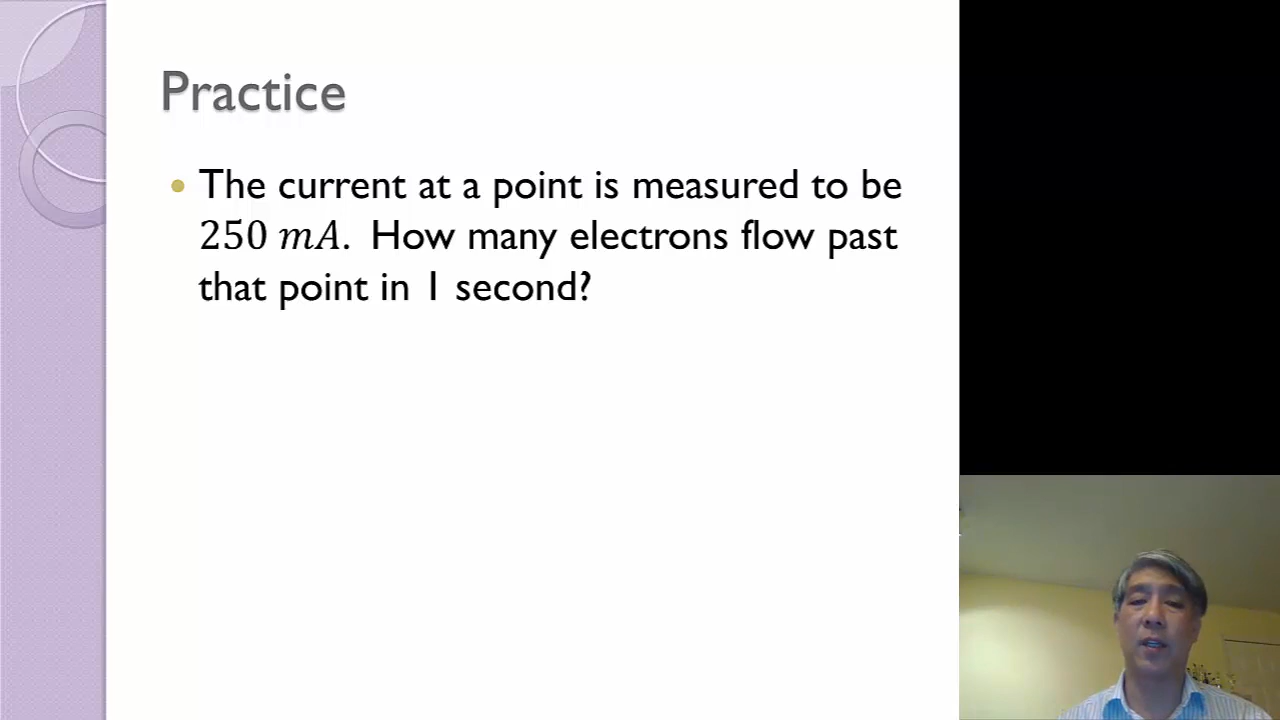 Practice
The current at a point is measured to be
250 mA. How many electrons flow past
that point in 1 second?